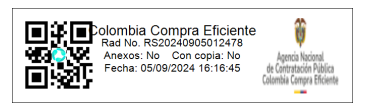 Colombia Compra Eficiente
Rad No. RS20240905012478
Anexos: No Con copia: No
Fecha: 05/09/2024 16:16:45
Agencia Nacional
de Contratación Pública
Colombia Compra Eficiente